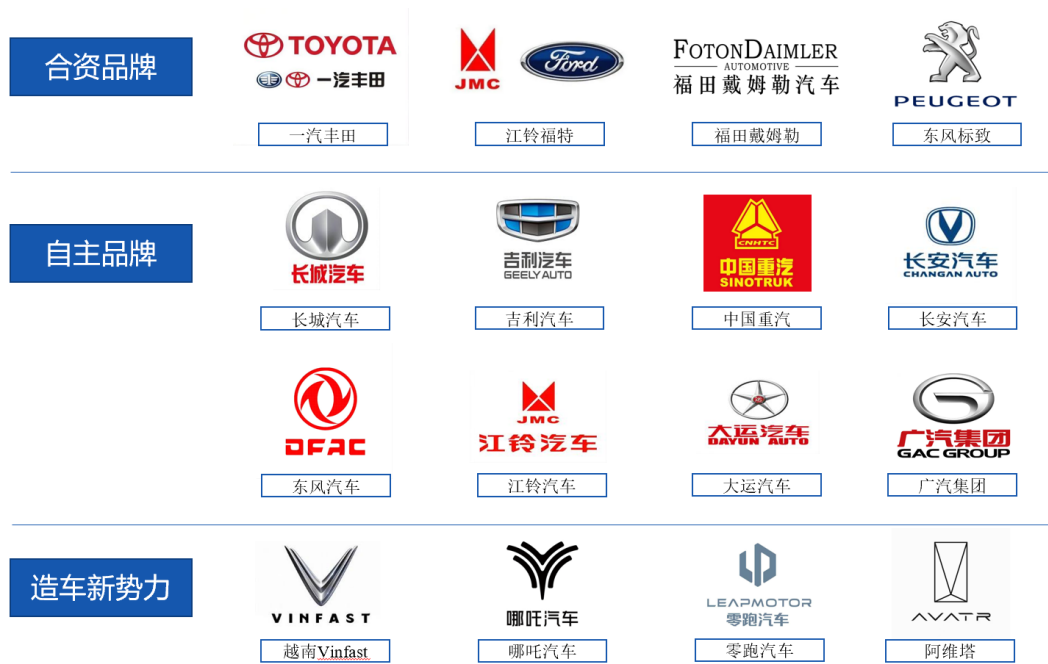 合资品牌
TOYOTA
一汽丰田
一汽丰田
JMC
Ford
江铃福特
FOTONDAIMLER
AUTOMOTIVE
福田戴姆勒汽车
福田戴姆勒
PEUGEOT
东风标致
自主品牌
长城汽车
长城汽车
吉利汽车
GEELY AUTO
吉利汽车
CNHTC
中国重汽
SINOTRUK
中国重汽
长安汽车
CHANGAN AUTO
长安汽车
DFAC
东风汽车
JMC
江铃汽车
江铃汽车
大运汽车
DAYUN AUTO
大运汽车
广汽集团
GAC GROUP
广汽集团
造车新势力
VINFAST
越南Vinfast
哪吒汽车
哪吒汽车
LEAPMOTOR
零跑汽车
零跑汽车
AVATR
阿维塔